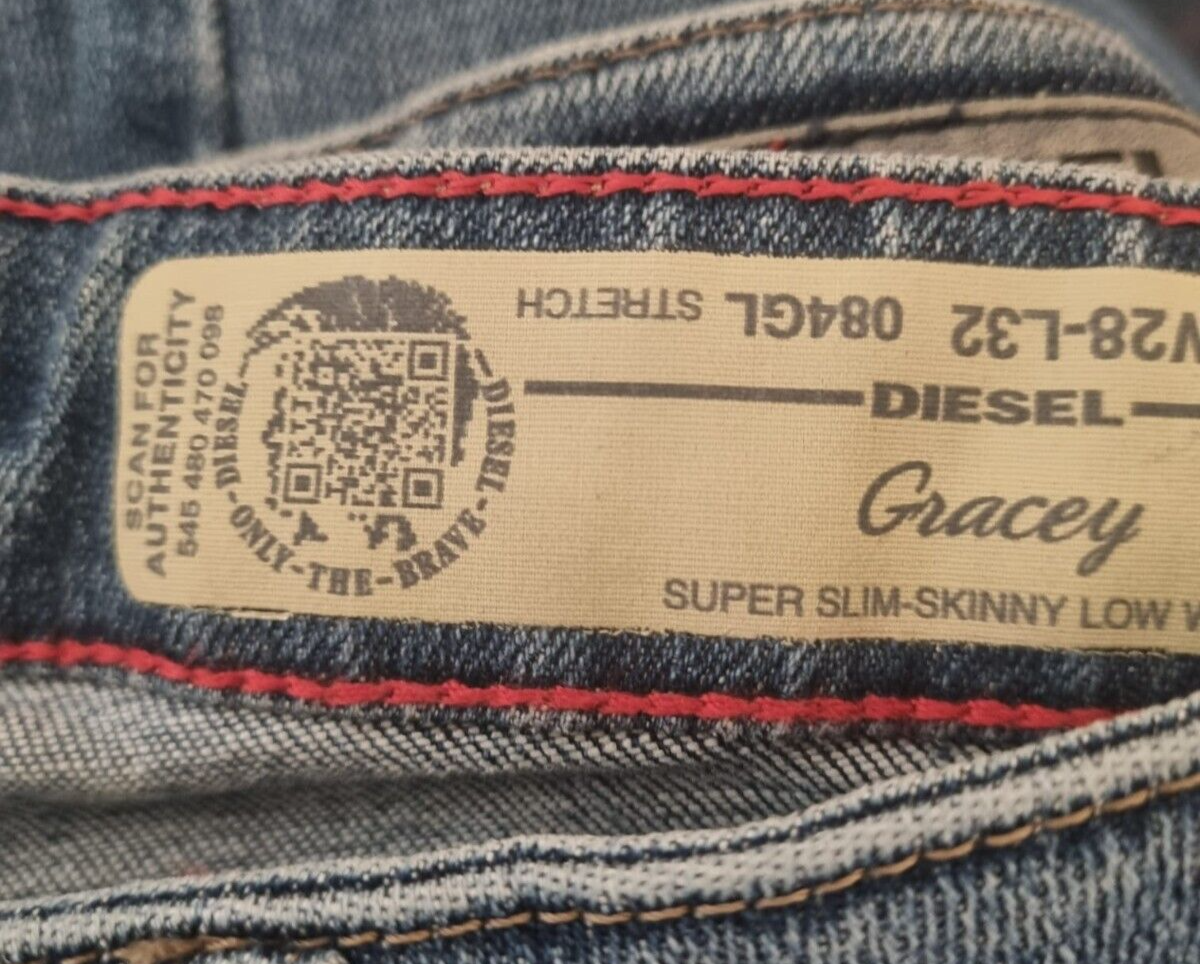 SCAN FOR
AUTHENTICITY
545 480 470 098
DIESEL-ONLY-THE-BRAVE-DIESEL
W28-L32 084GL STRETCH
DIESEL
Gracey
SUPER SLIM-SKINNY LOW